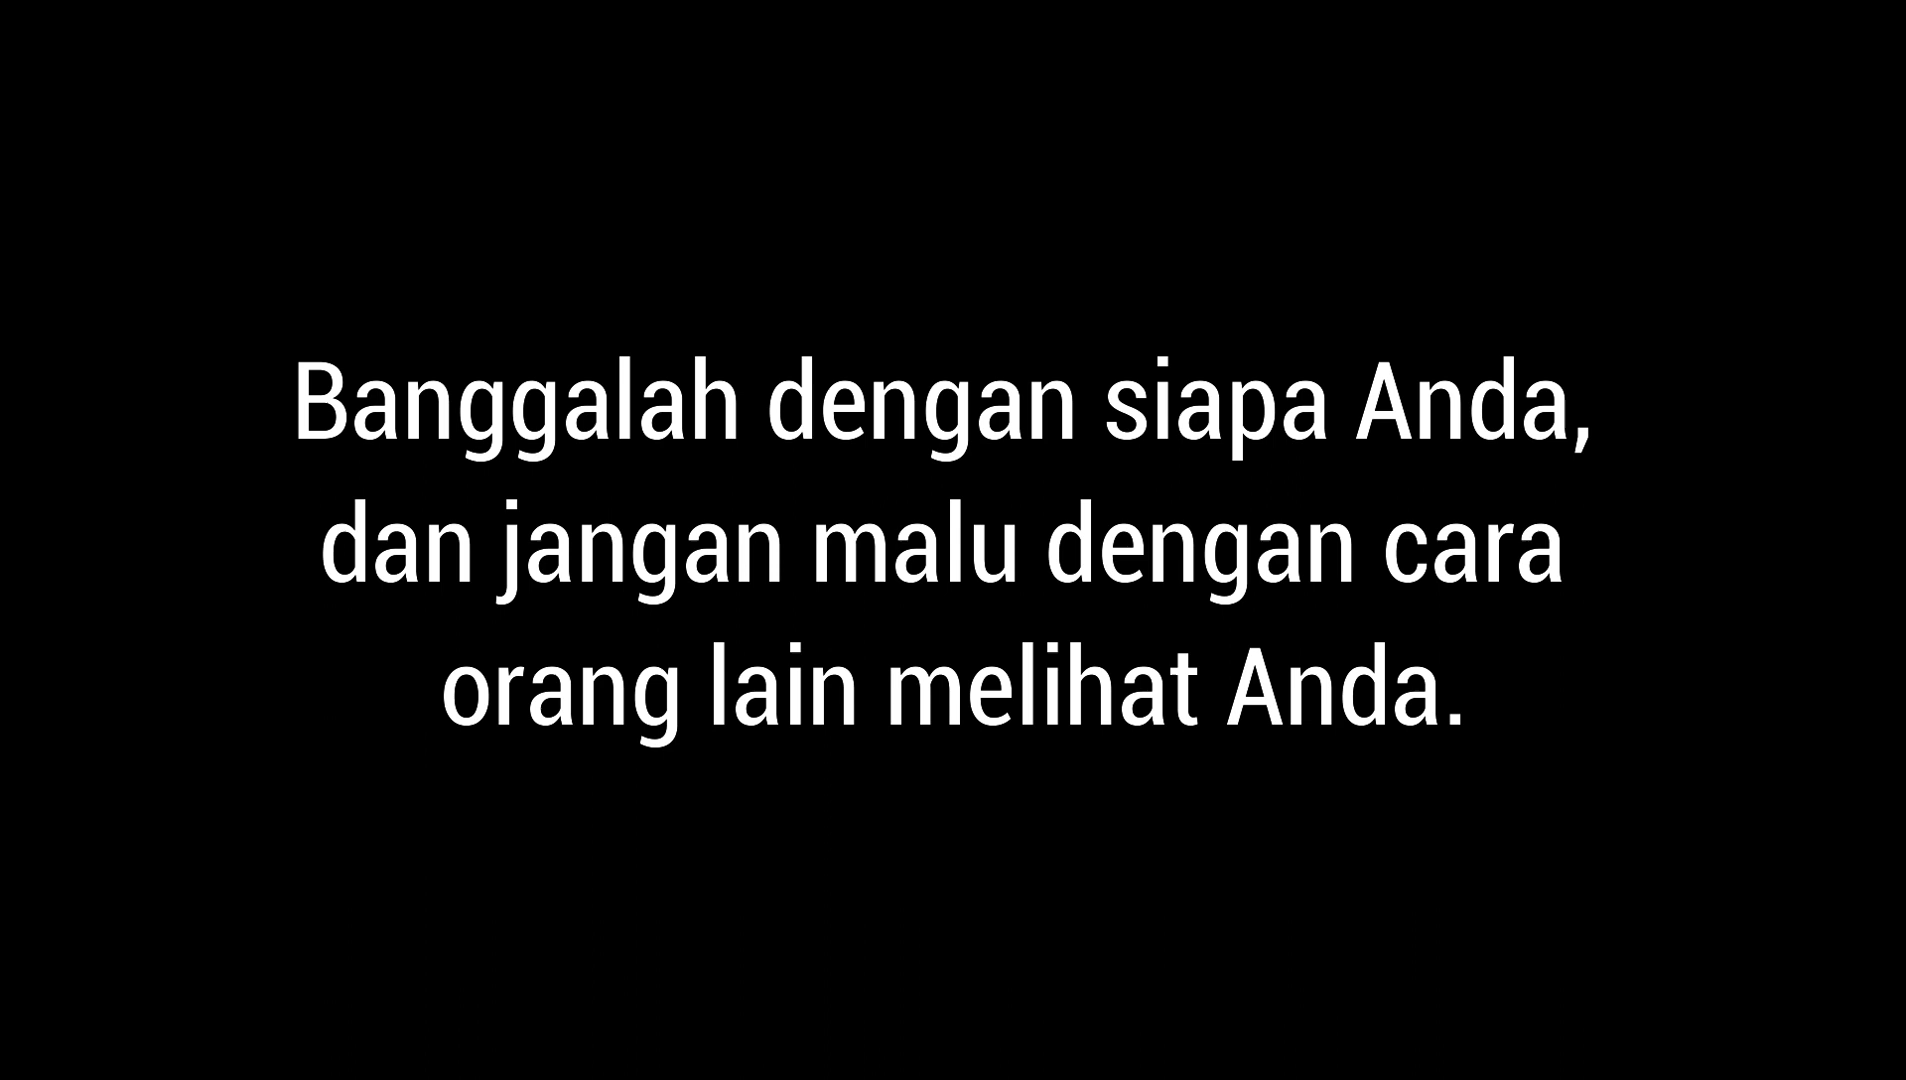 Banggalah dengan siapa Anda,
dan jangan malu dengan cara
orang lain melihat Anda.